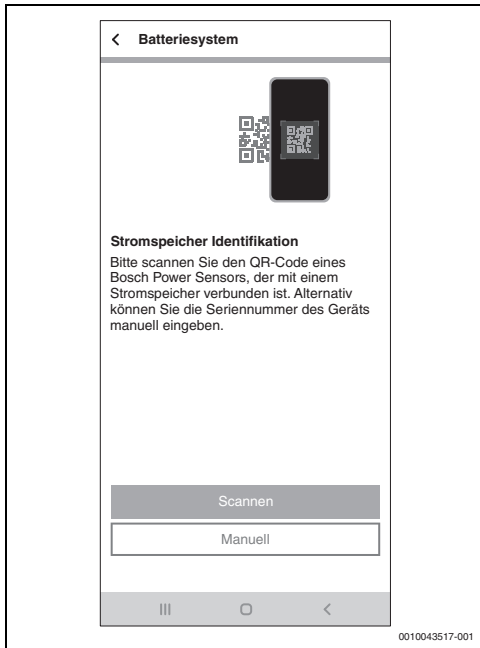 Batteriesystem
Stromspeicher Identifikation
Bitte scannen Sie den QR-Code eines
Bosch Power Sensors, der mit einem
Stromspeicher verbunden ist. Alternativ
können Sie die Seriennummer des Geräts
manuell eingeben.
Scannen
Manuell
0010043517-001